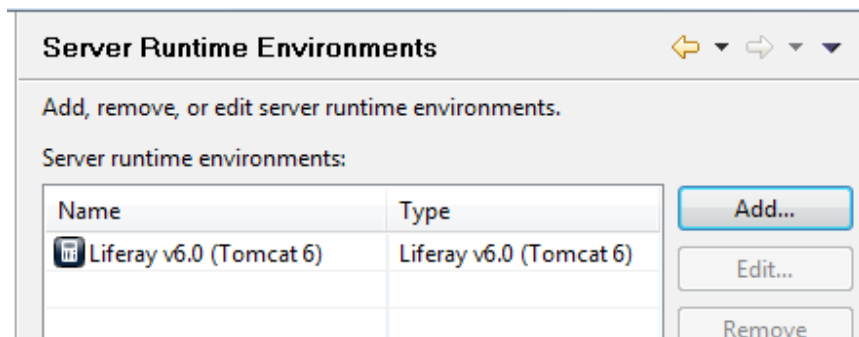 Server Runtime Environments
Add, remove, or edit server runtime environments.
Server runtime environments:
Name Type Add...
Liferay v6.0 (Tomcat 6) Liferay v6.0 (Tomcat 6)
Edit...
Remove